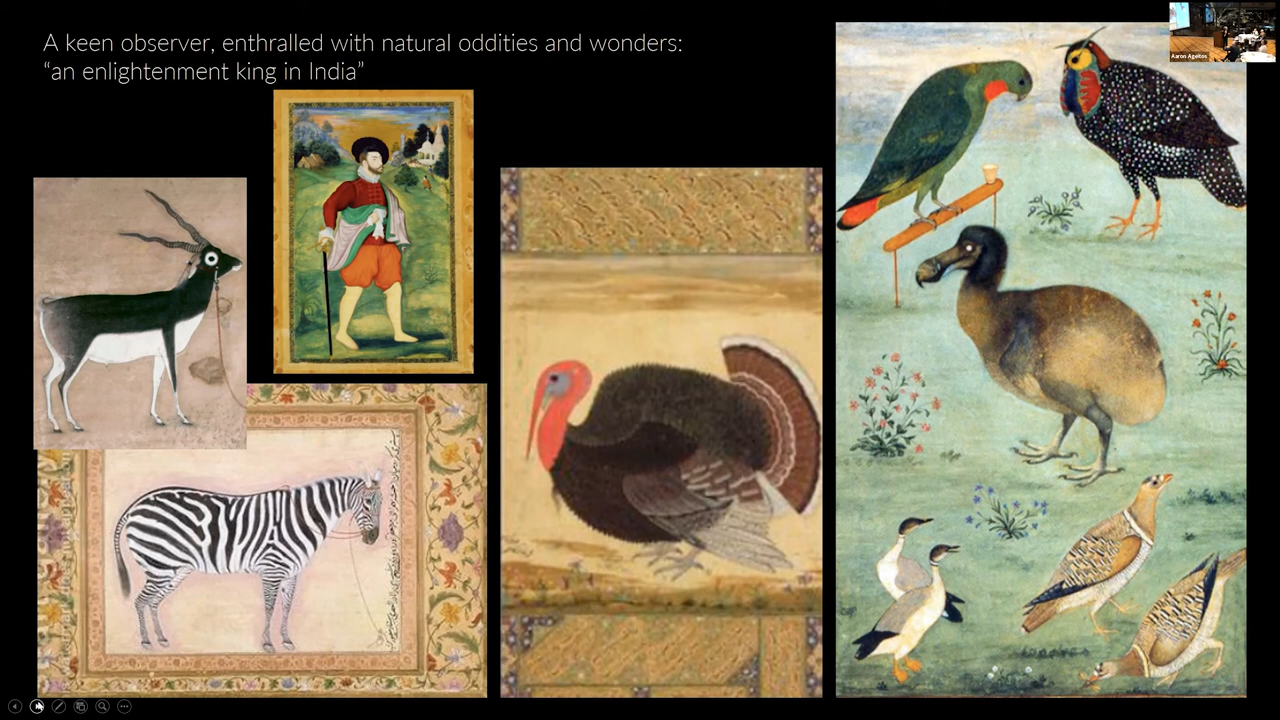 A keen observer, enthralled with natural oddities and wonders:
“an enlightenment king in India”
Aaron Ageitos